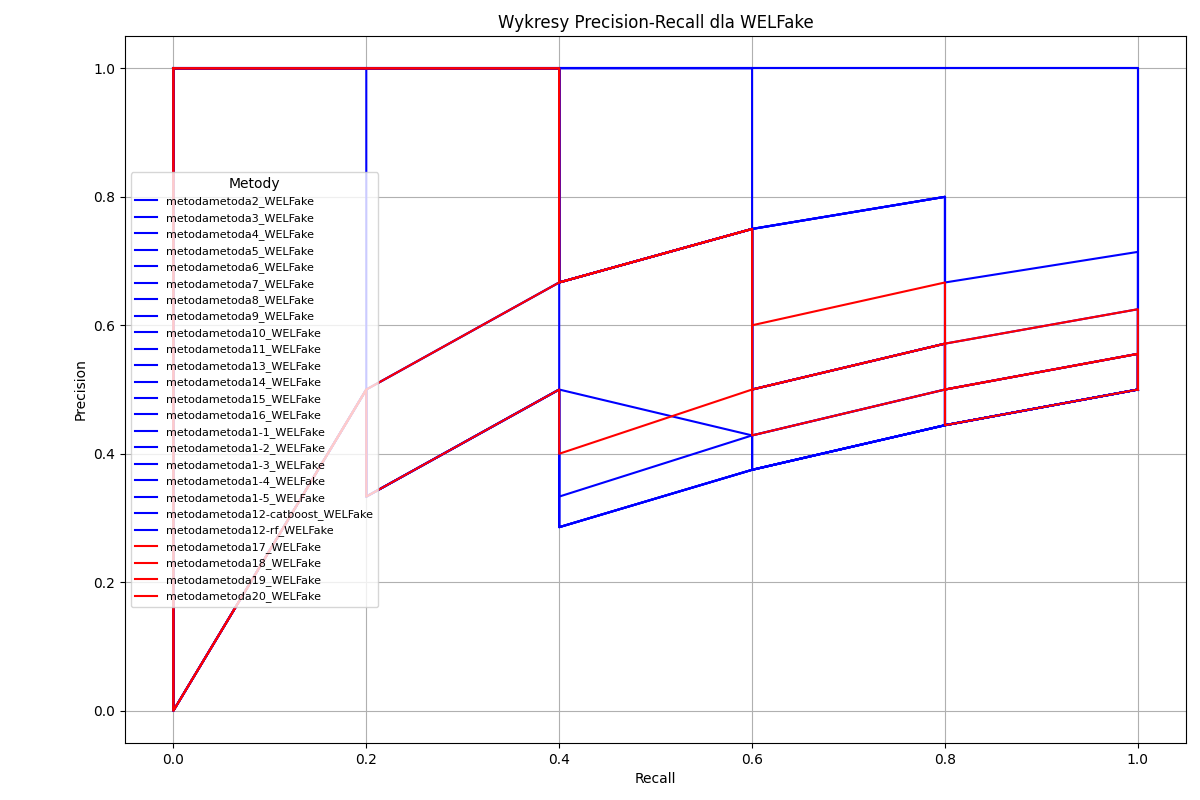 Wykresy Precision-Recall dla WELFake
1.0
0.8
0.6
0.4
0.2
0.0
Precision
Metody
metodametoda2_WELFake
metodametoda3_WELFake
metodametoda4_WELFake
metodametoda5_WELFake
metodametoda6_WELFake
metodametoda7_WELFake
metodametoda8_WELFake
metodametoda9_WELFake
metodametoda10_WELFake
metodametoda11_WELFake
metodametoda13_WELFake
metodametoda14_WELFake
metodametoda15_WELFake
metodametoda16_WELFake
metodametoda1-1_WELFake
metodametoda1-2_WELFake
metodametoda1-3_WELFake
metodametoda1-4_WELFake
metodametoda1-5_WELFake
metodametoda12-catboost_WELFake
metodametoda12-rf_WELFake
metodametoda17_WELFake
metodametoda18_WELFake
metodametoda19_WELFake
metodametoda20_WELFake
0.0 0.2 0.4 0.6 0.8 1.0
Recall